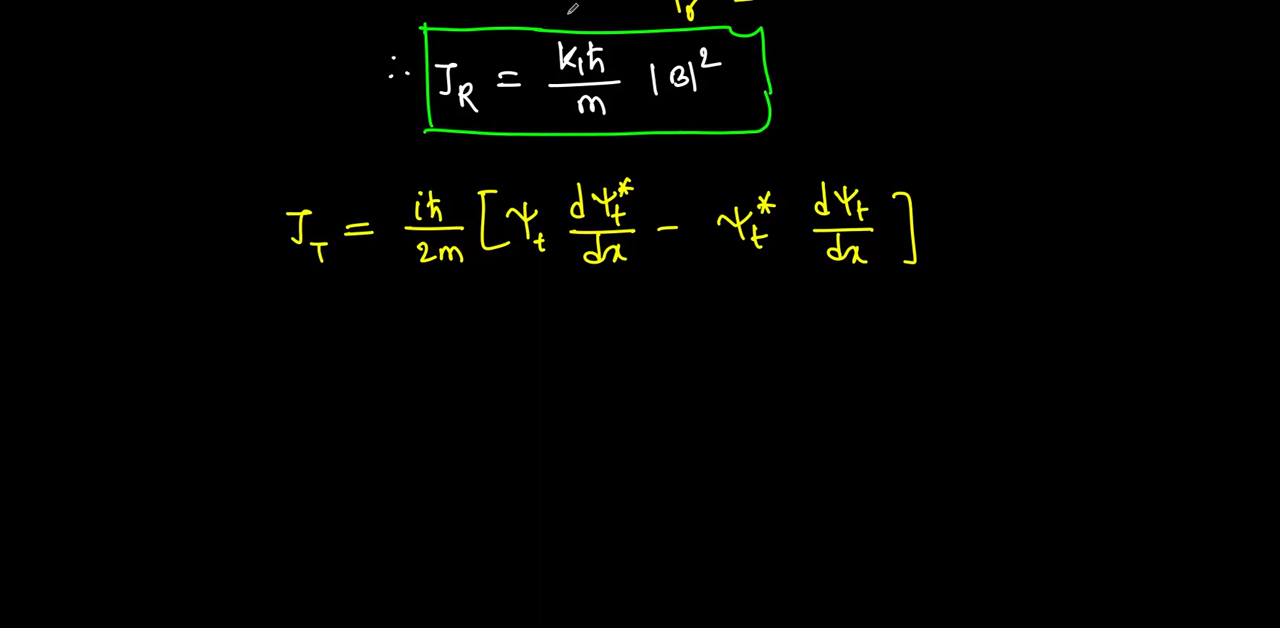 ∴ J_R = k₁ħ/m |B|²
J_T = iħ/2m [ψ_t dψ_t*/dx - ψ_t* dψ_t/dx]